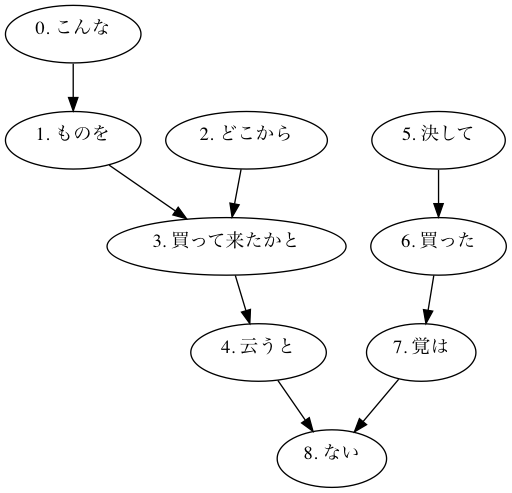 0. こんな
1. ものを
2. どこから
5. 決して
3. 買って来たかと
6. 買った
4. 云うと
7. 覚は
8. ない